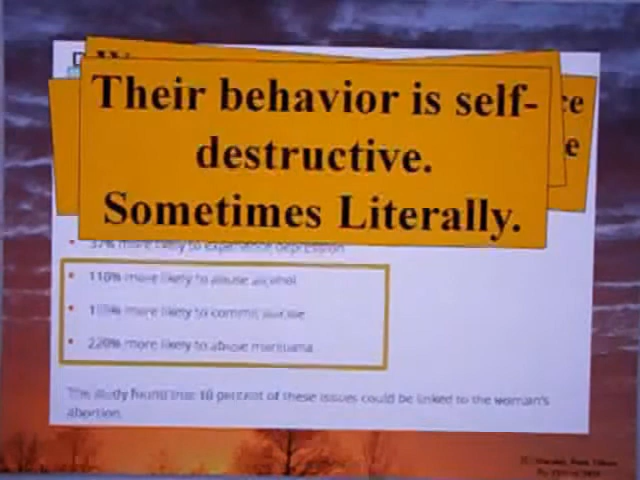 Their behavior is self-
destructive.
Sometimes Literally.
37% more likely to experience depression
110% more likely to abuse alcohol
more likely to commit suicide
220% more likely to abuse marijuana
The study found that 10 percent of these issues could be linked to the woman's
abortion.